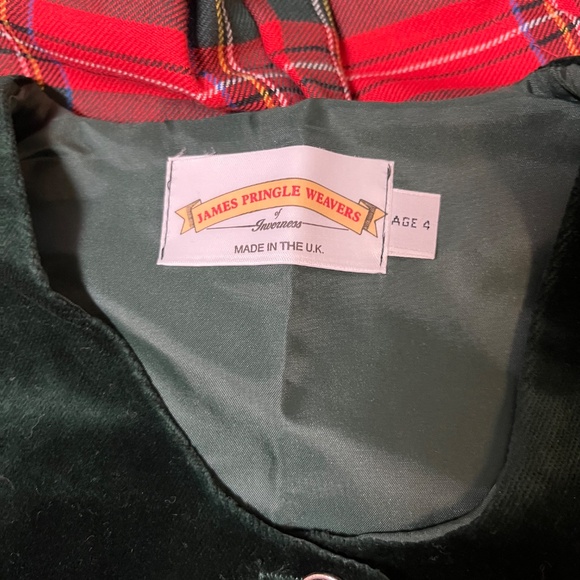 JAMES PRINGLE WEAVERS
of
Inverness
MADE IN THE U.K.
AGE 4